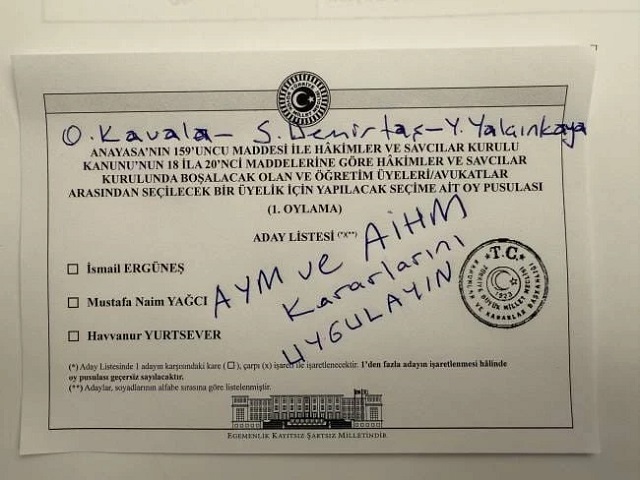 O. Kavala - S. Demirtaş - Y. Yalçınkaya
ANAYASA'NIN 159'UNCU MADDESİ İLE HÂKİMLER VE SAVCILAR KURULU
KANUNU'NUN 18 İLA 20'NCİ MADDELERİNE GÖRE HÂKİMLER VE SAVCILAR
KURULUNDA BOŞALACAK OLAN VE ÖĞRETİM ÜYELERİ/AVUKATLAR
ARASINDAN SEÇİLECEK BİR ÜYELİK İÇİN YAPILACAK SEÇİME AİT OY PUSULASI
(1. OYLAMA)
ADAY LİSTESİ (*)(**)
İsmail ERGÜNEŞ
Mustafa Naim YAĞCI
Havvanur YURTSEVER
AYM ve AİHM
Kararlarını
UYGULAYIN
T.C.
1923
(*) Aday Listesinde 1 adayın karşısındaki kare (□), çarpı (x) işareti ile işaretlenecektir. 1'den fazla adayın işaretlenmesi hâlinde
oy pusulası geçersiz sayılacaktır.
(**) Adaylar, soyadlarının alfabe sırasına göre listelenmiştir.
EGEMENLİK KAYITSIZ ŞARTSIZ MİLLETİNDİR